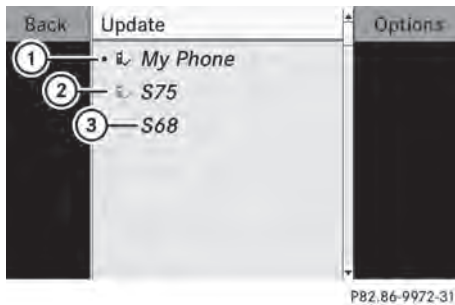 Back Update Options
1 My Phone
2 S75
3 S68
P82.86-9972-31